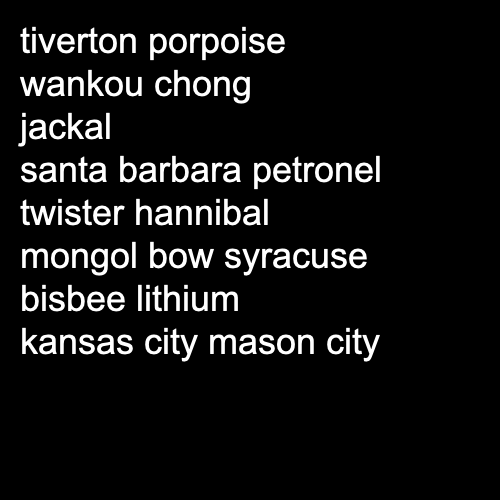 tiverton porpoise
wankou chong
jackal
santa barbara petronel
twister hannibal
mongol bow syracuse
bisbee lithium
kansas city mason city